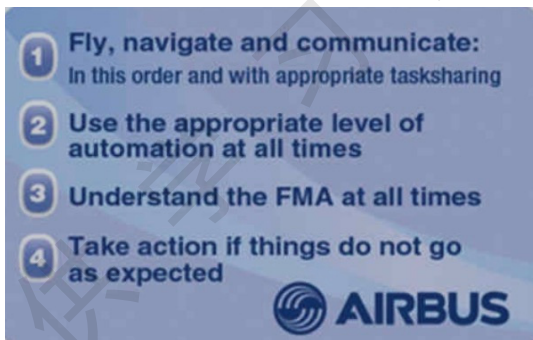 1 Fly, navigate and communicate:
In this order and with appropriate tasksharing
2 Use the appropriate level of
automation at all times
3 Understand the FMA at all times
4 Take action if things do not go
as expected
AIRBUS